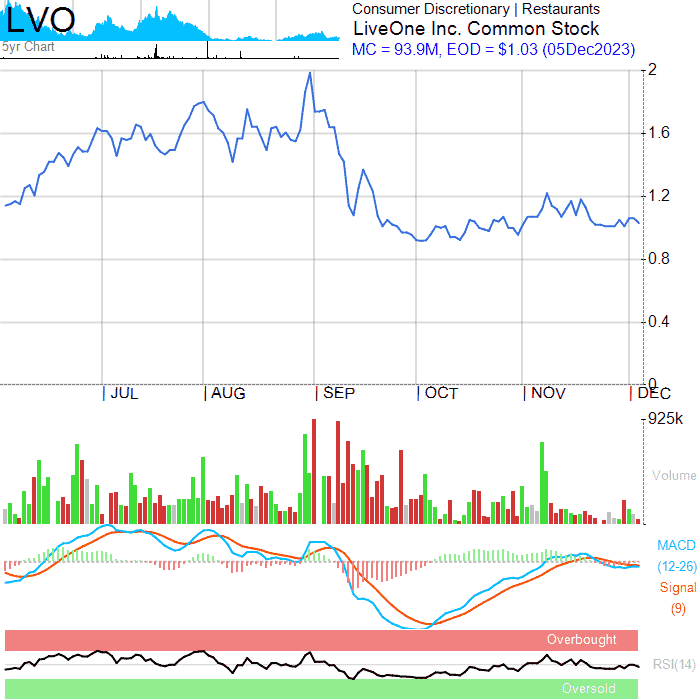 LVO
5yr Chart
Consumer Discretionary | Restaurants
LiveOne Inc. Common Stock
MC = 93.9M, EOD = $1.03 (05Dec2023)
2
1.6
1.2
0.8
0.4
0
JUL AUG SEP OCT NOV DEC
925k
Volume
MACD
(12-26)
Signal
(9)
Overbought
RSI(14)
Oversold